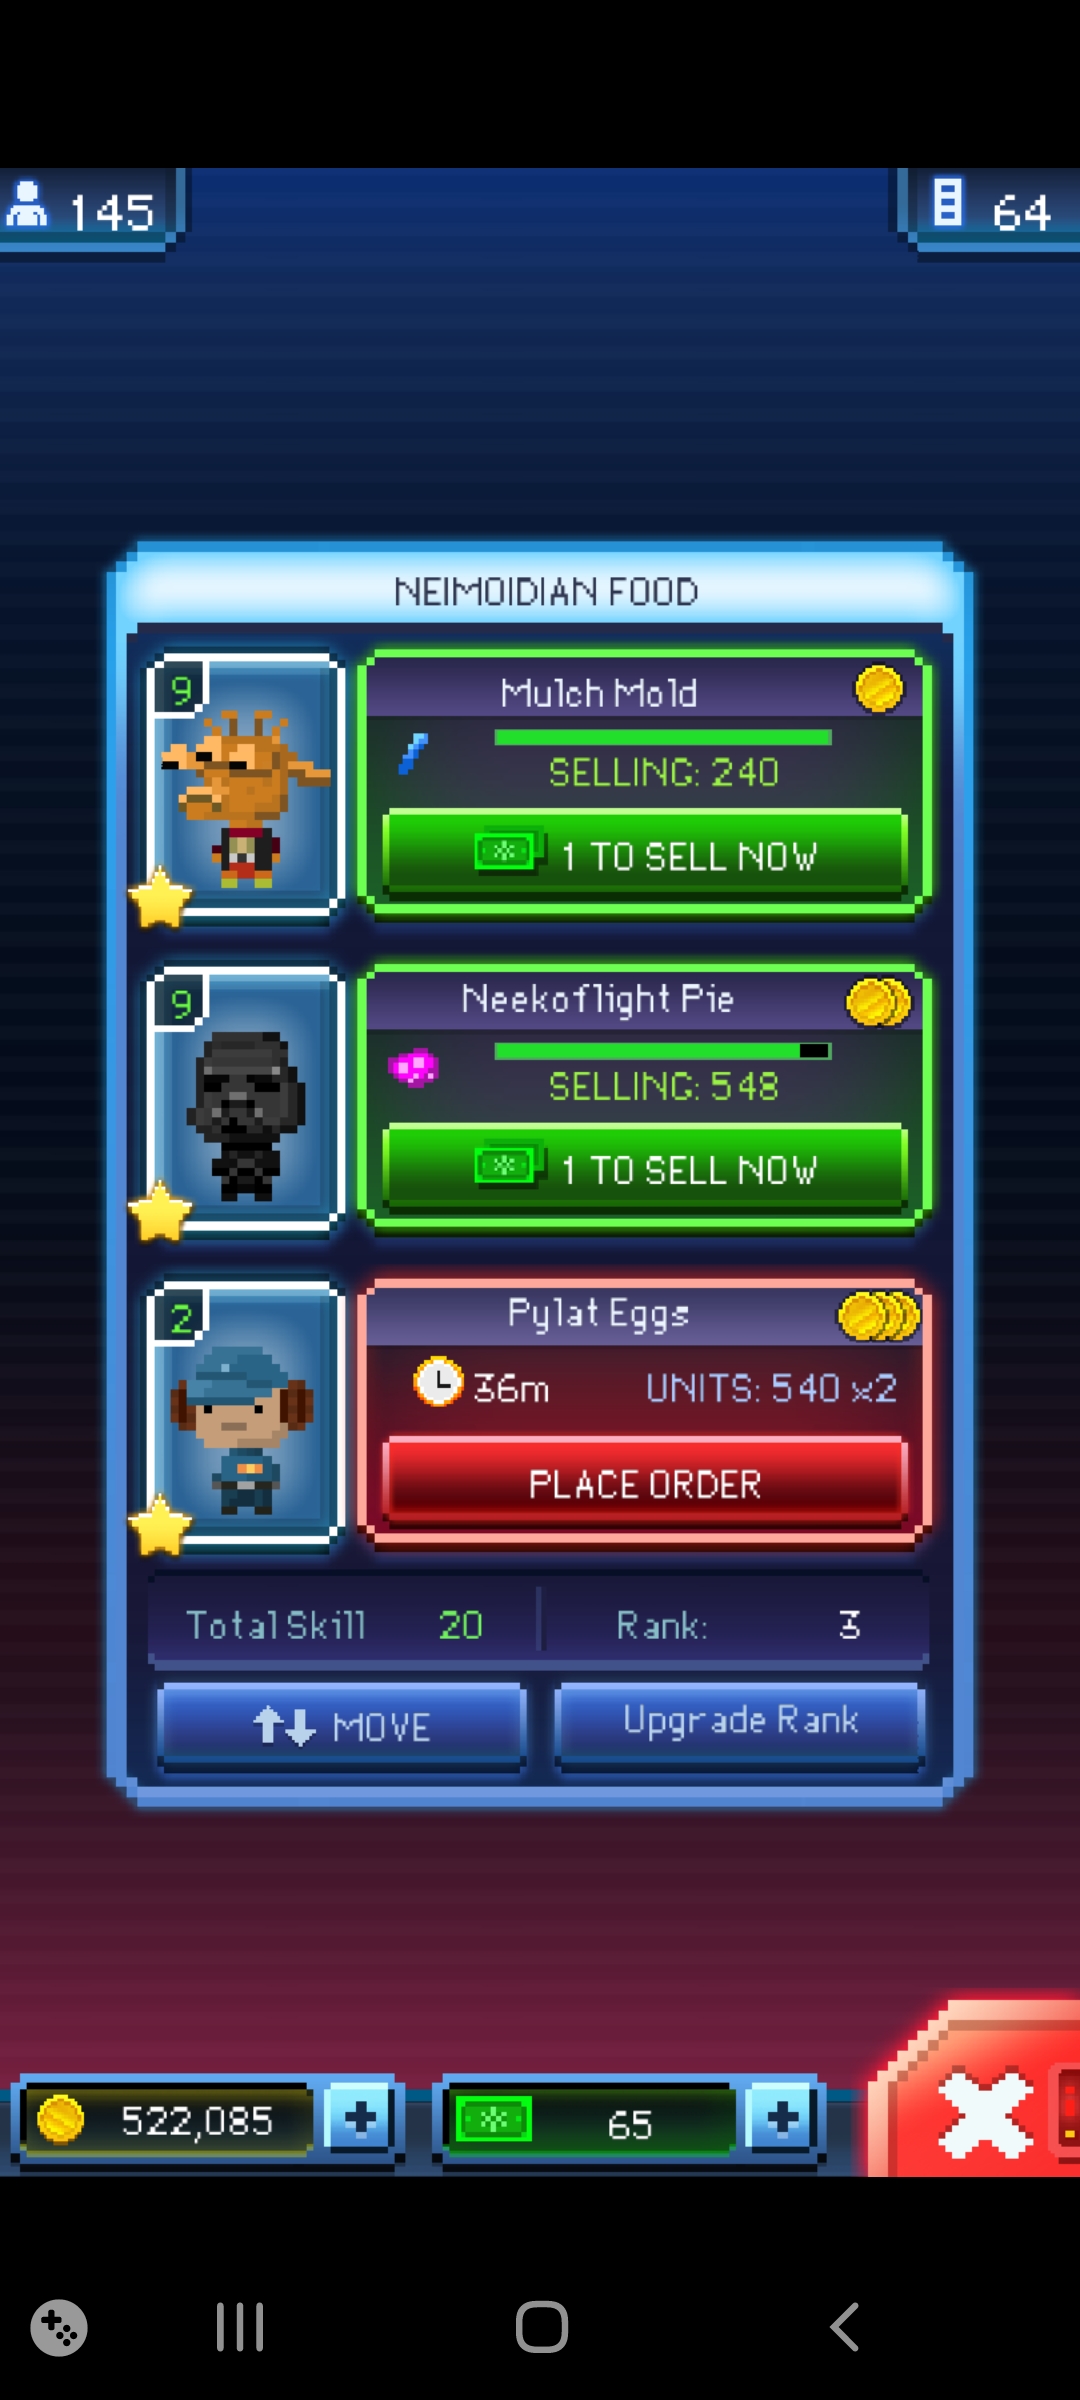 145
64
NEIMOIDIAN FOOD
9
Mulch Mold
SELLING: 240
1 TO SELL NOW
9
Neekoflight Pie
SELLING: 548
1 TO SELL NOW
2
Pylat Eggs
36m UNITS: 540 x2
PLACE ORDER
Total Skill 20 Rank: 3
MOVE Upgrade Rank
522,085 + 65 +